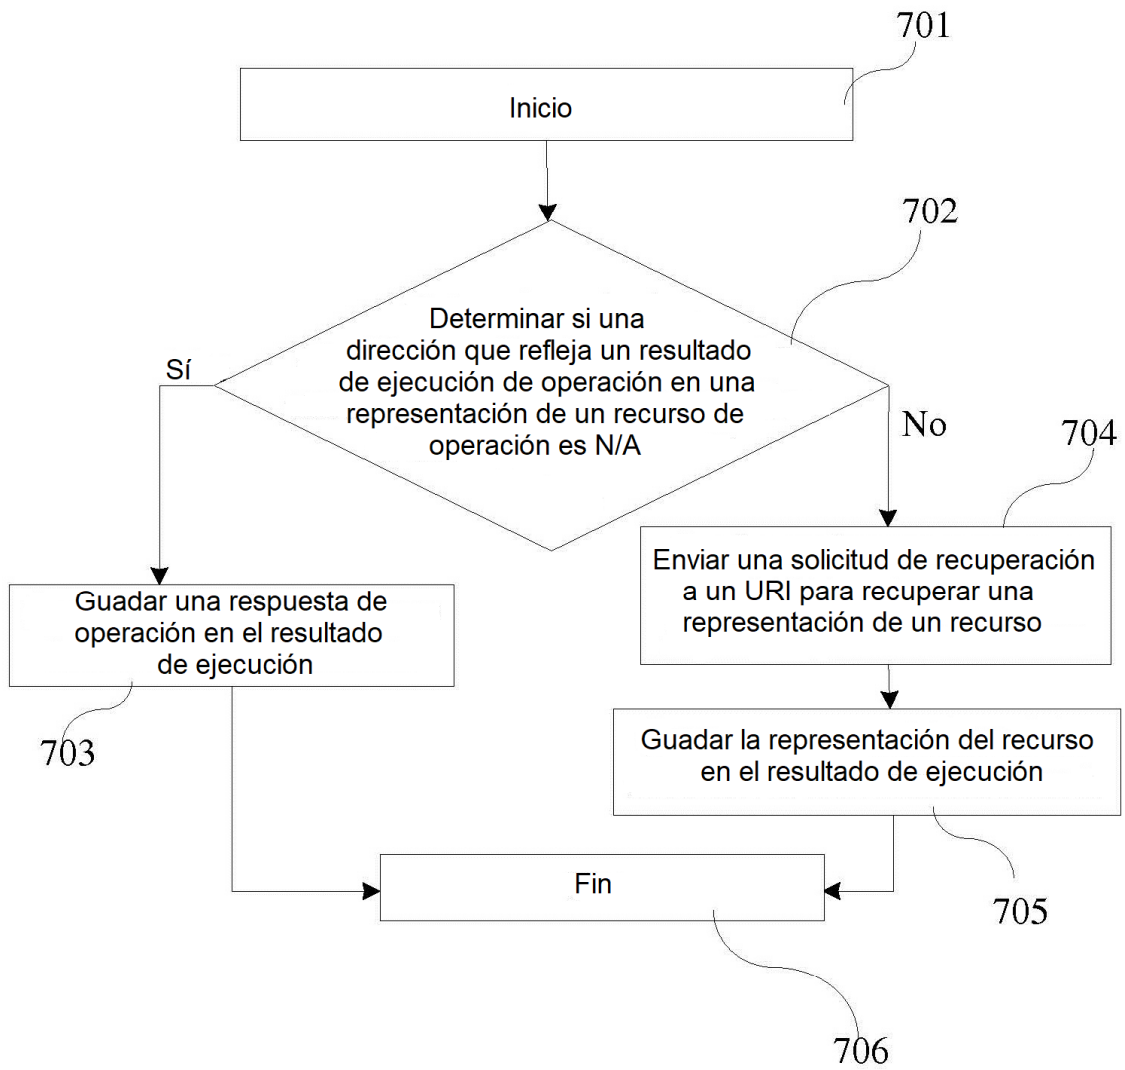 701
Inicio
702
Determinar si una
dirección que refleja un resultado
de ejecución de operación en una
representación de un recurso de
operación es N/A
Sí
No
704
Enviar una solicitud de recuperación
a un URI para recuperar una
representación de un recurso
Guadar una respuesta de
operación en el resultado
de ejecución
703
Guadar la representación del recurso
en el resultado de ejecución
705
Fin
706